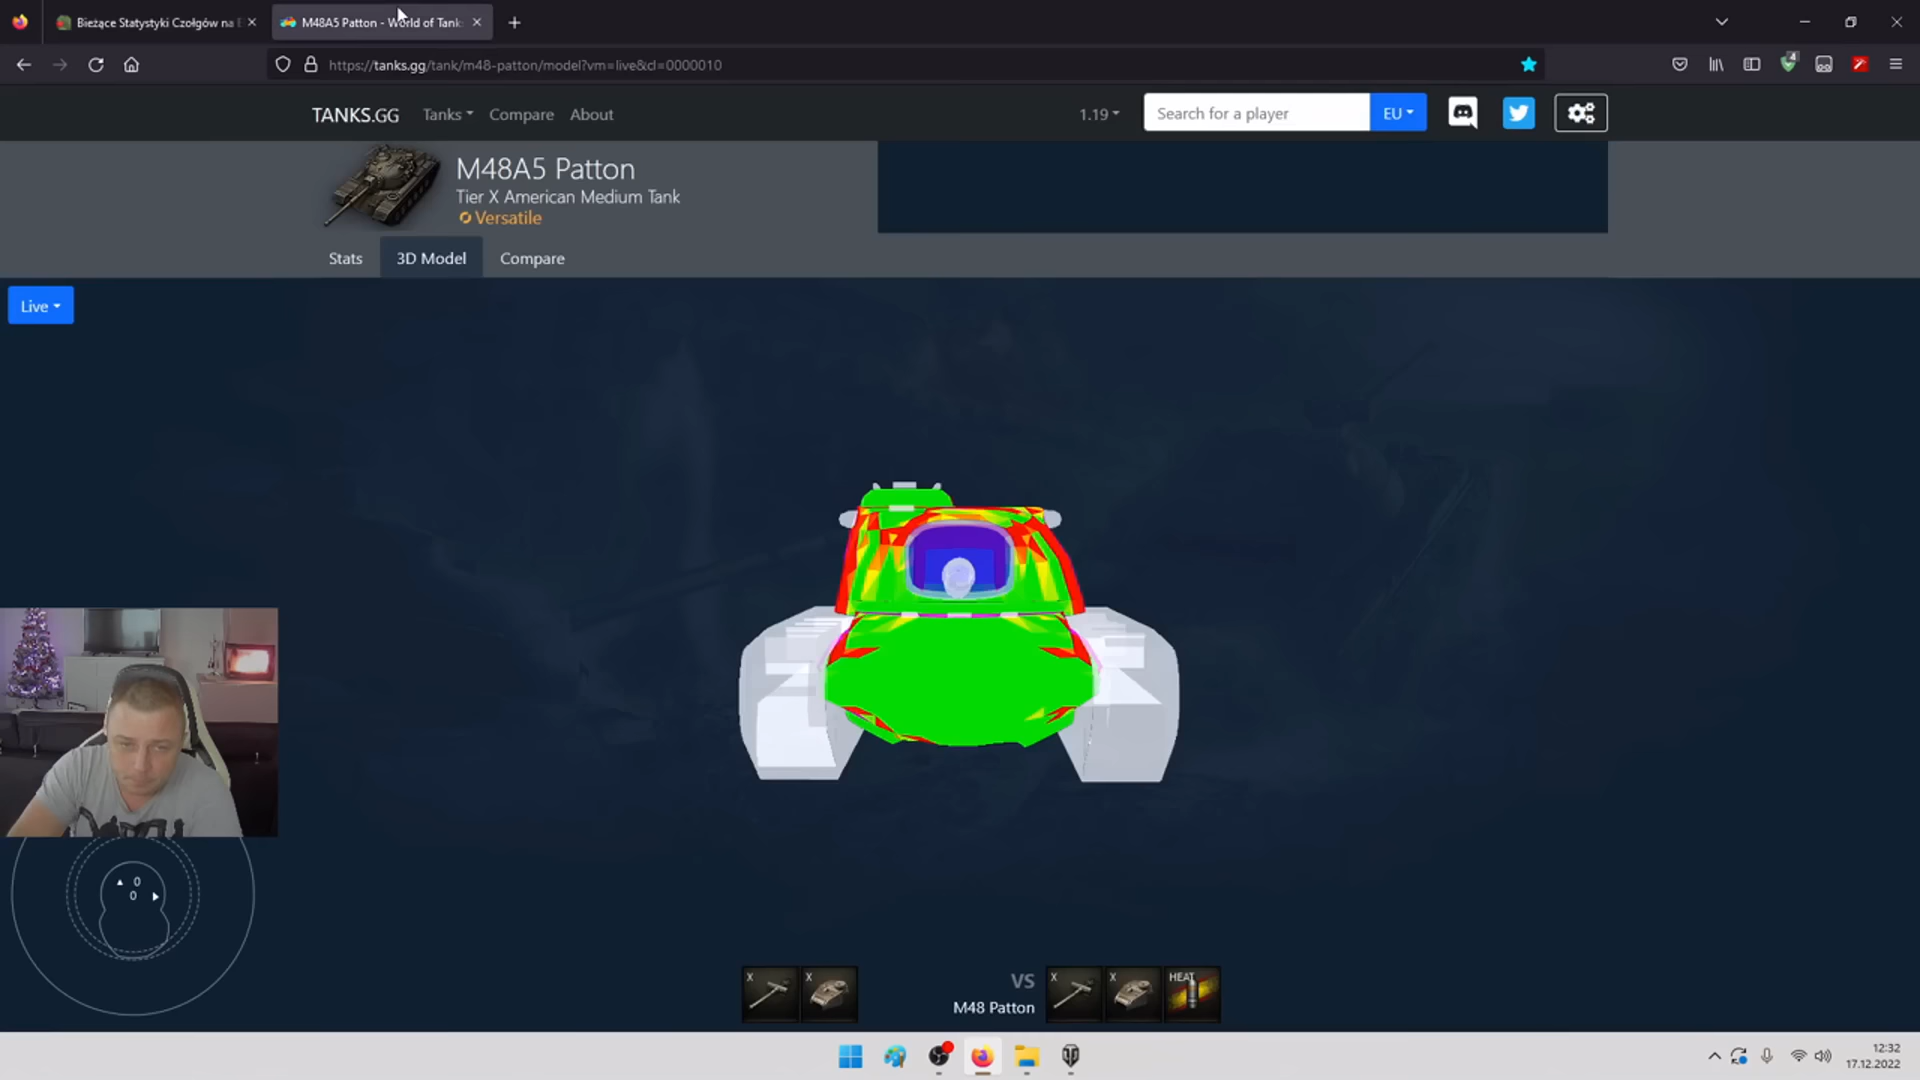 Bieżące Statystyki Czołgów na E
M48A5 Patton - World of Tank
https://tanks.gg/tank/m48-patton/model?vm=live&cl=0000010
4
TANKS.GG
Tanks
Compare
About
1.19
Search for a player
EU
M48A5 Patton
Tier X American Medium Tank
Versatile
Stats
3D Model
Compare
Live
0
0
X
X
VS
M48 Patton
X
X
HEAT
12:32
17.12.2022